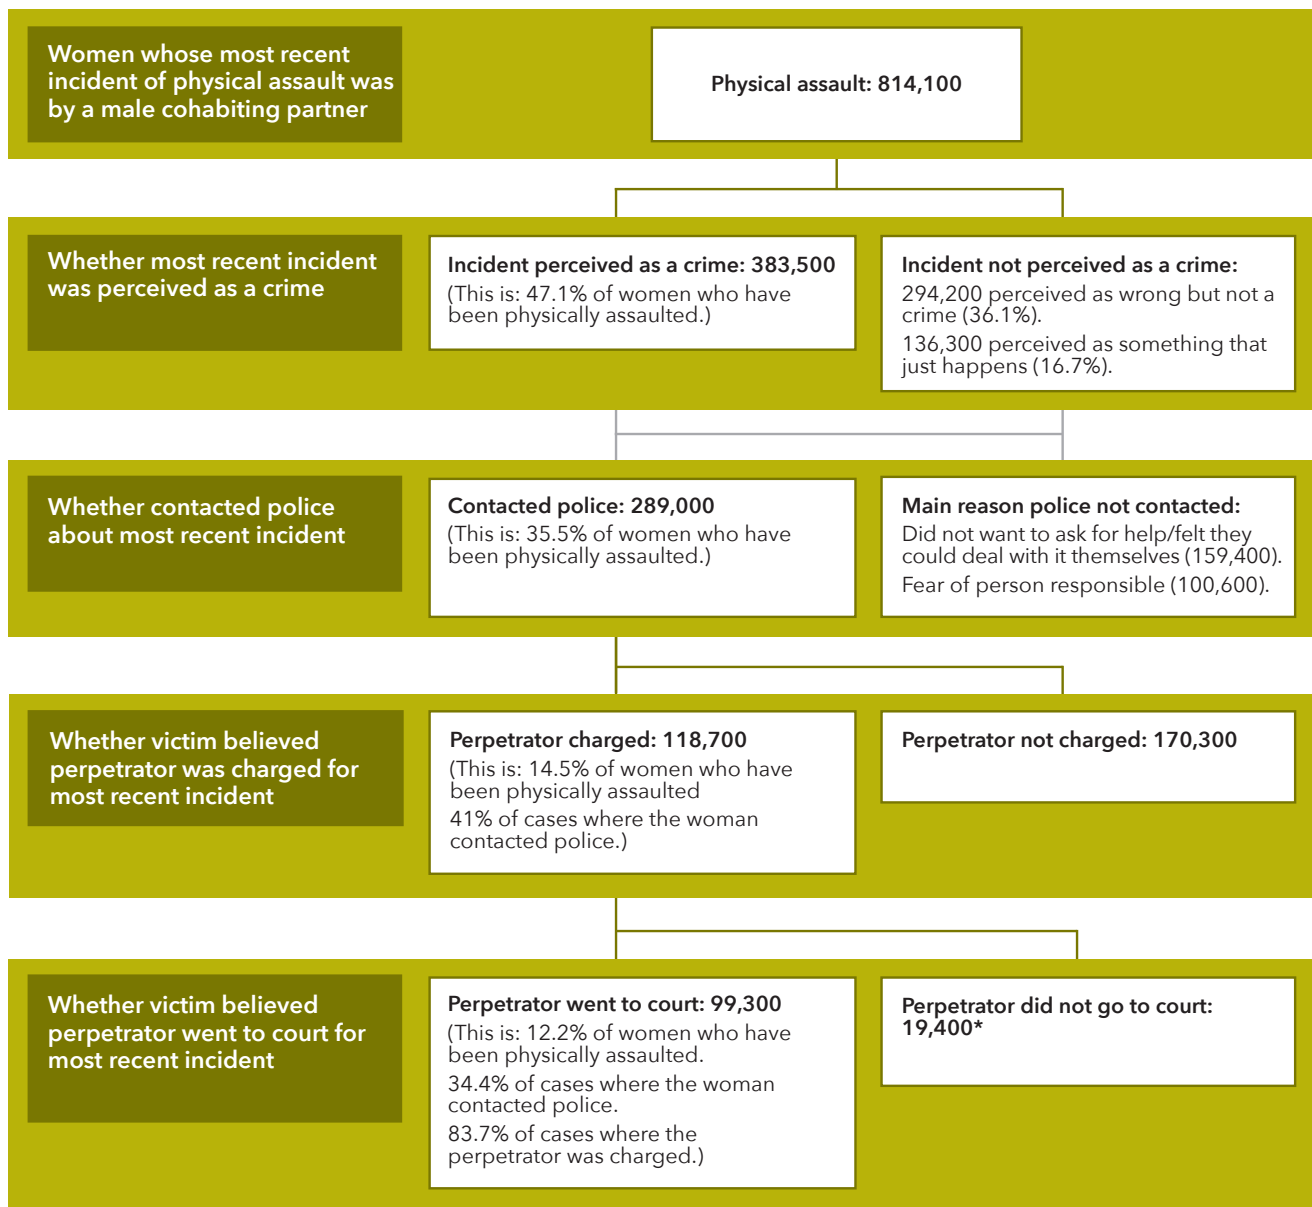 Women whose most recent
incident of physical assault was
by a male cohabiting partner
Physical assault: 814,100
Whether most recent incident
was perceived as a crime
Incident perceived as a crime: 383,500
(This is: 47.1% of women who have
been physically assaulted.)
Incident not perceived as a crime:
294,200 perceived as wrong but not a
crime (36.1%).
136,300 perceived as something that
just happens (16.7%).
Whether contacted police
about most recent incident
Contacted police: 289,000
(This is: 35.5% of women who have
been physically assaulted.)
Main reason police not contacted:
Did not want to ask for help/felt they
could deal with it themselves (159,400).
Fear of person responsible (100,600).
Whether victim believed
perpetrator was charged for
most recent incident
Perpetrator charged: 118,700
(This is: 14.5% of women who have
been physically assaulted
41% of cases where the woman
contacted police.)
Perpetrator not charged: 170,300
Whether victim believed
perpetrator went to court for
most recent incident
Perpetrator went to court: 99,300
(This is: 12.2% of women who have
been physically assaulted.
34.4% of cases where the woman
contacted police.
83.7% of cases where the
perpetrator was charged.)
Perpetrator did not go to court:
19,400*